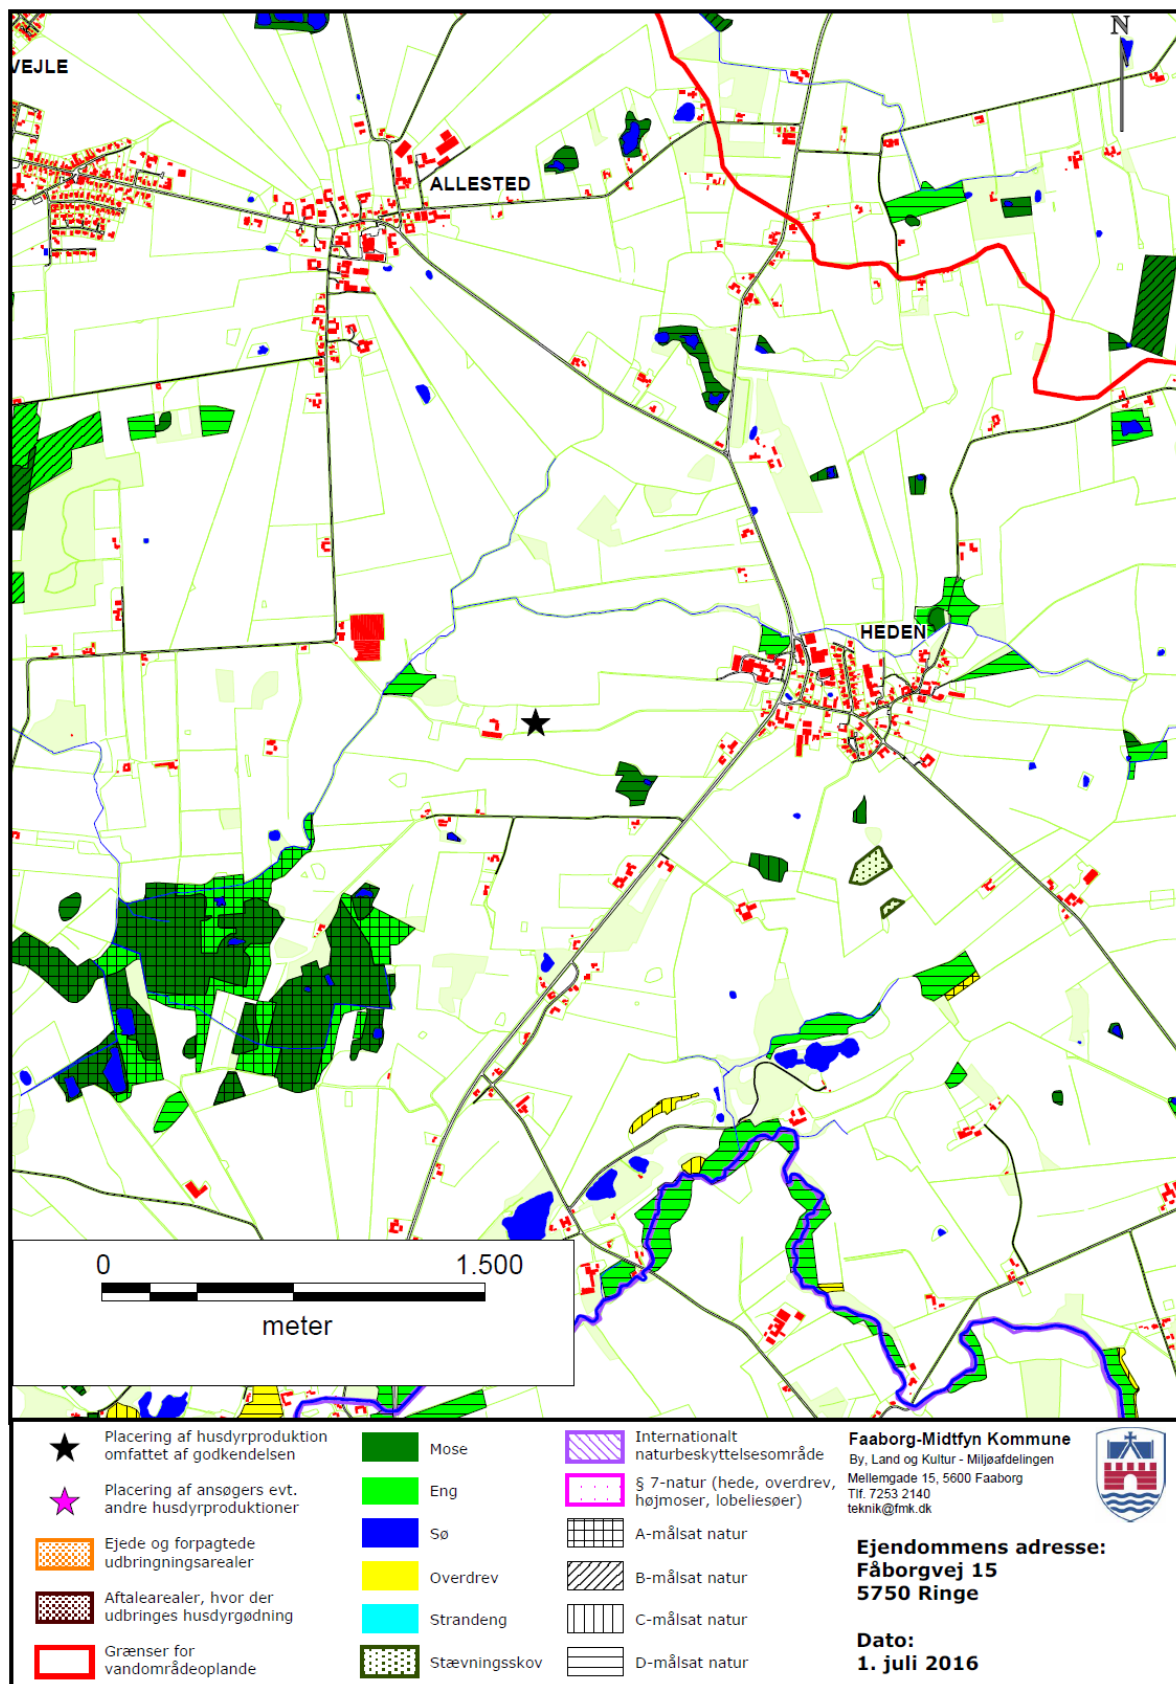 N
VEJLE
ALLESTED
HEDEN
0 1.500
meter
Placering af husdyrproduktion
omfattet af godkendelsen
Placering af ansøgers evt.
andre husdyrproduktioner
Ejede og forpagtede
udbringningsarealer
Aftalearealer, hvor der
udbringes husdyrgødning
Grænser for
vandområdeoplande
Mose
Eng
Sø
Overdrev
Strandeng
Stævningsskov
Internationalt
naturbeskyttelsesområde
§ 7-natur (hede, overdrev,
højmoser, lobeliesøer)
A-målsat natur
B-målsat natur
C-målsat natur
D-målsat natur
Faaborg-Midtfyn Kommune
By, Land og Kultur - Miljøafdelingen
Mellemgade 15, 5600 Faaborg
Tlf. 7253 2140
teknik@fmk.dk
Ejendommens adresse:
Fåborgvej 15
5750 Ringe
Dato:
1. juli 2016